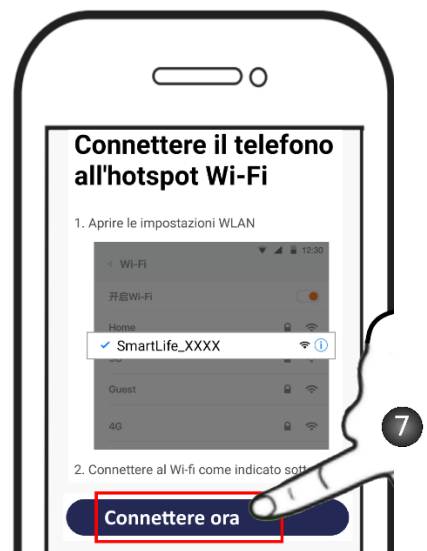 Connettere il telefono
all'hotspot Wi-Fi
1. Aprire le impostazioni WLAN
12:30
< Wi-Fi
开启Wi-Fi
Home
SmartLife_XXXX
Guest
4G
7
2. Connettere al Wi-fi come indicato sott
Connettere ora